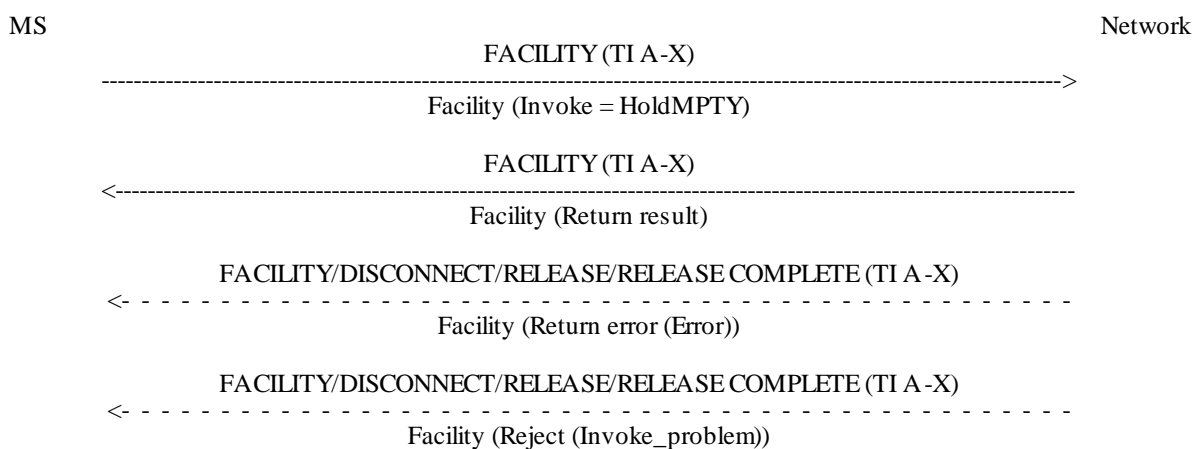 MS Network
FACILITY (TI A-X)
Facility (Invoke = HoldMPTY)
FACILITY (TI A-X)
Facility (Return result)
FACILITY/DISCONNECT/RELEASE/RELEASE COMPLETE (TI A-X)
Facility (Return error (Error))
FACILITY/DISCONNECT/RELEASE/RELEASE COMPLETE (TI A-X)
Facility (Reject (Invoke_problem))